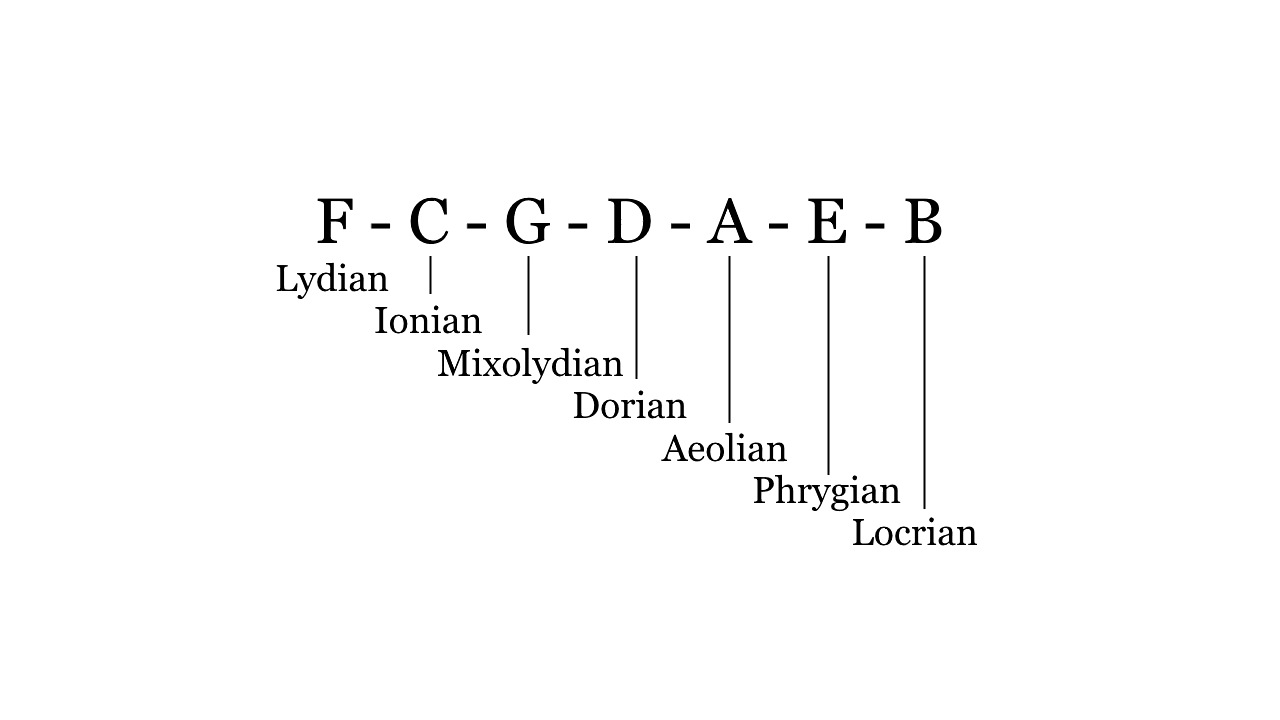 F - C - G - D - A - E - B
Lydian
Ionian
Mixolydian
Dorian
Aeolian
Phrygian
Locrian